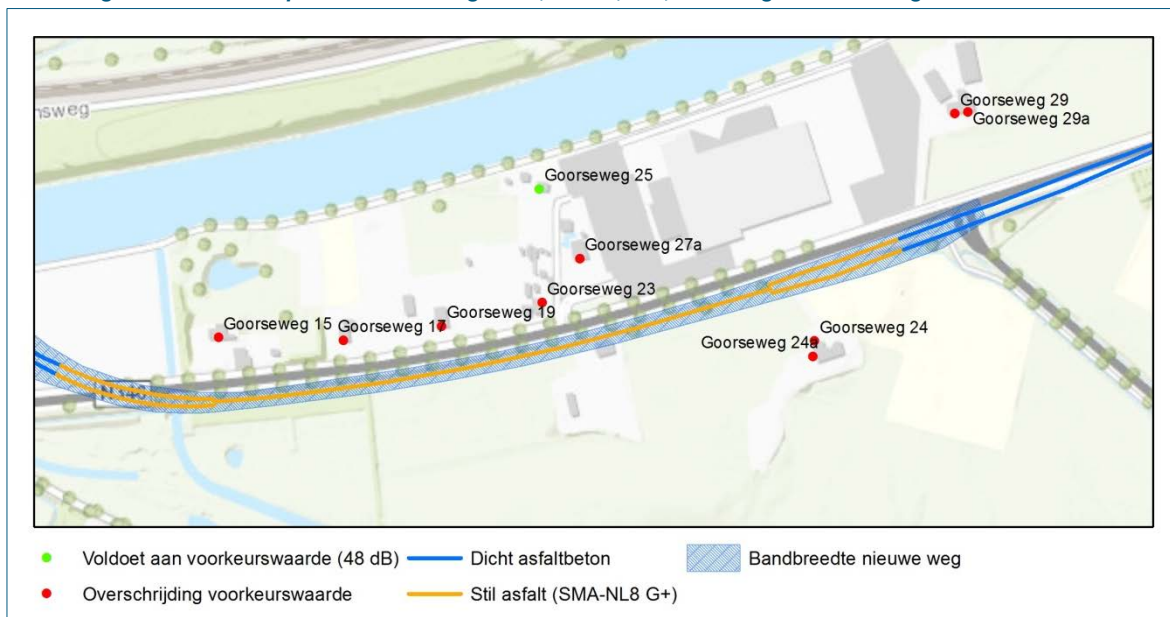 nsweg
Goorseweg 29
Goorseweg 29a
Goorseweg 25
Goorseweg 27a
Goorseweg 23
Goorseweg 19
Goorseweg 15
Goorseweg 17
Goorseweg 24
Goorseweg 24a
Voldoet aan voorkeurswaarde (48 dB)
Dicht asfaltbeton
Bandbreedte nieuwe weg
Overschrijding voorkeurswaarde
Stil asfalt (SMA-NL8 G+)